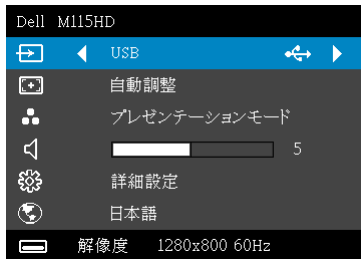 Dell M115HD
USB
自動調整
プレゼンテーションモード
5
詳細設定
日本語
解像度 1280x800 60Hz